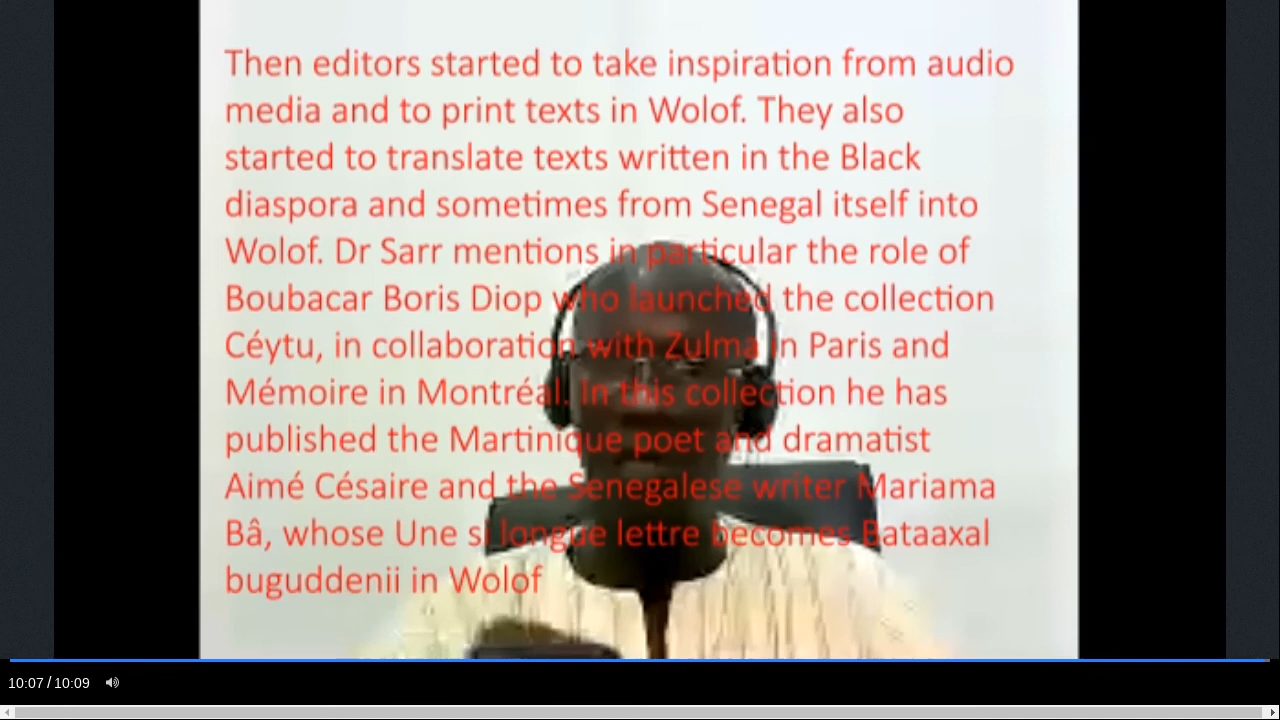 Then editors started to take inspiration from audio
media and to print texts in Wolof. They also
started to translate texts written in the Black
diaspora and sometimes from Senegal itself into
Wolof. Dr Sarr mentions in particular the role of
Boubacar Boris Diop who launched the collection
Céytu, in collaboration with Zulma in Paris and
Mémoire in Montréal. In this collection he has
published the Martinique poet and dramatist
Aimé Césaire and the Senegalese writer Mariama
Bâ, whose Une si longue lettre becomes Bataaxal
buguddenii in Wolof
10:07 / 10:09